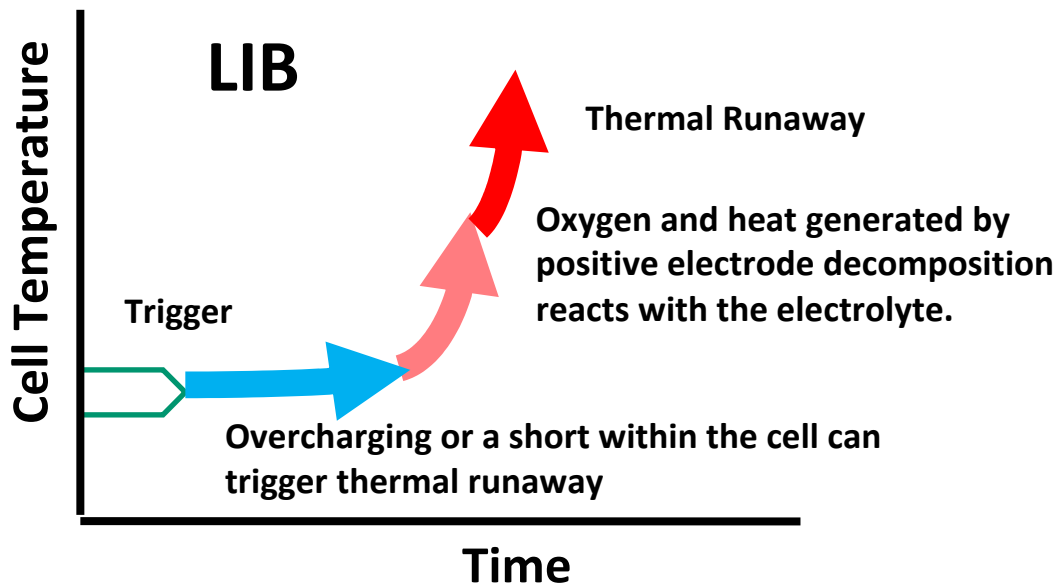 LIB
Cell Temperature
Thermal Runaway
Oxygen and heat generated by
positive electrode decomposition
reacts with the electrolyte.
Trigger
Overcharging or a short within the cell can
trigger thermal runaway
Time